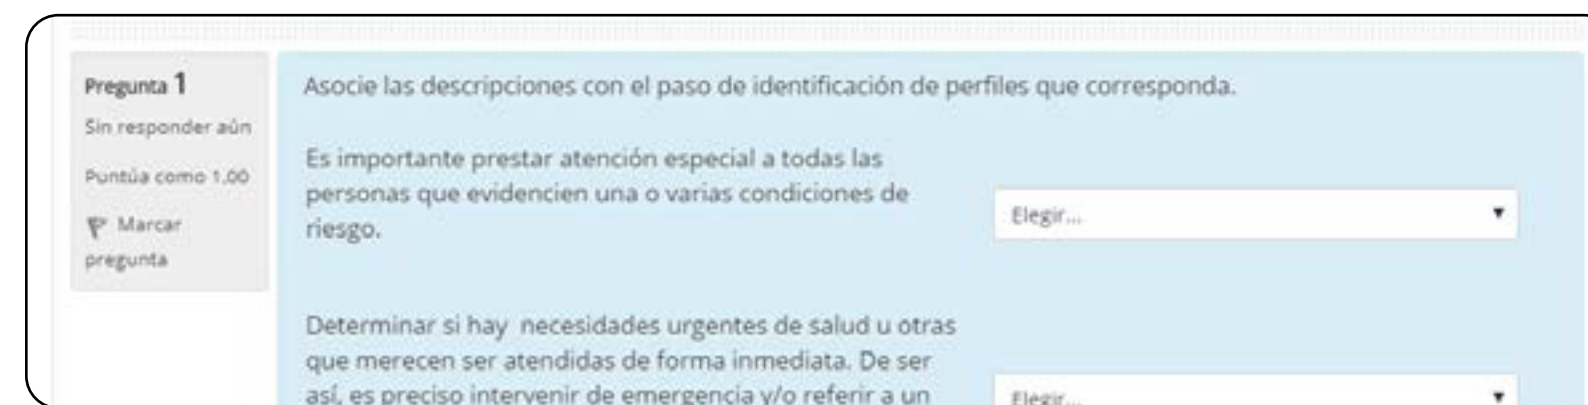 Pregunta 1
Sin responder aún
Puntúa como 1,00
Marcar
pregunta
Asocie las descripciones con el paso de identificación de perfiles que corresponda.
Es importante prestar atención especial a todas las
personas que evidencien una o varias condiciones de
riesgo.
Elegir...
Determinar si hay necesidades urgentes de salud u otras
que merecen ser atendidas de forma inmediata. De ser
así, es preciso intervenir de emergencia y/o referir a un
Elegir...